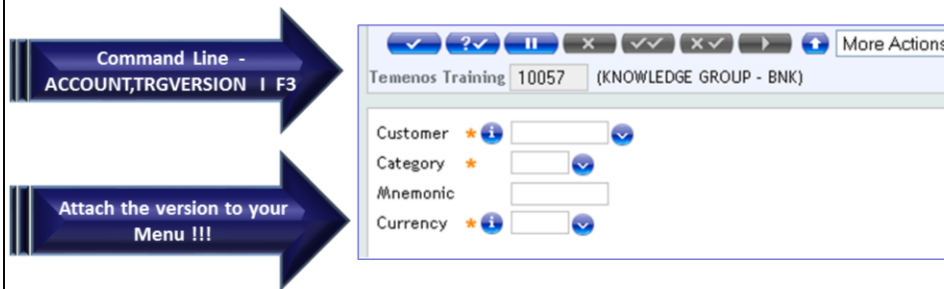 Command Line -
ACCOUNT,TRGVERSION I F3
Attach the version to your
Menu !!!
More Actions
Temenos Training 10057 (KNOWLEDGE GROUP - BNK)
Customer *
Category *
Mnemonic
Currency *